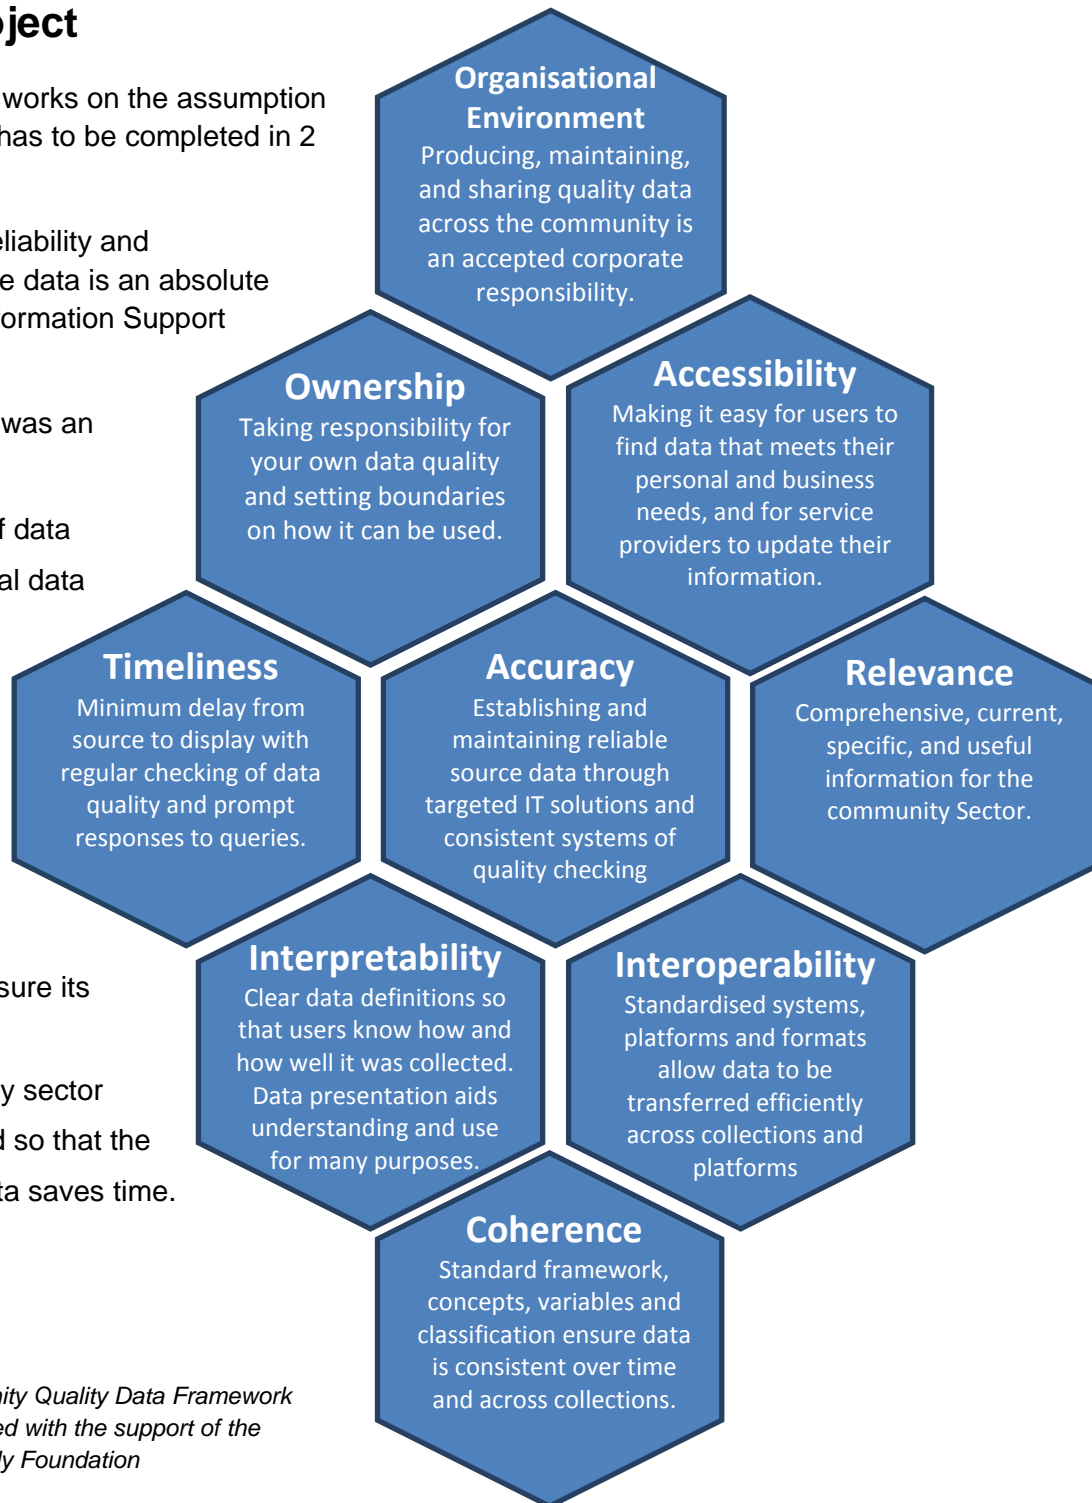 oject
works on the assumption
has to be completed in 2
eliability and
e data is an absolute
formation Support
was an
f data
al data
sure its
y sector
d so that the
ta saves time.
nity Quality Data Framework
ed with the support of the
ly Foundation
Organisational
Environment
Producing, maintaining,
and sharing quality data
across the community is
an accepted corporate
responsibility.
Ownership
Taking responsibility for
your own data quality
and setting boundaries
on how it can be used.
Accessibility
Making it easy for users to
find data that meets their
personal and business
needs, and for service
providers to update their
information.
Timeliness
Minimum delay from
source to display with
regular checking of data
quality and prompt
responses to queries.
Accuracy
Establishing and
maintaining reliable
source data through
targeted IT solutions and
consistent systems of
quality checking
Relevance
Comprehensive, current,
specific, and useful
information for the
community Sector.
Interpretability
Clear data definitions so
that users know how and
how well it was collected.
Data presentation aids
understanding and use
for many purposes.
Interoperability
Standardised systems,
platforms and formats
allow data to be
transferred efficiently
across collections and
platforms
Coherence
Standard framework,
concepts, variables and
classification ensure data
is consistent over time
and across collections.